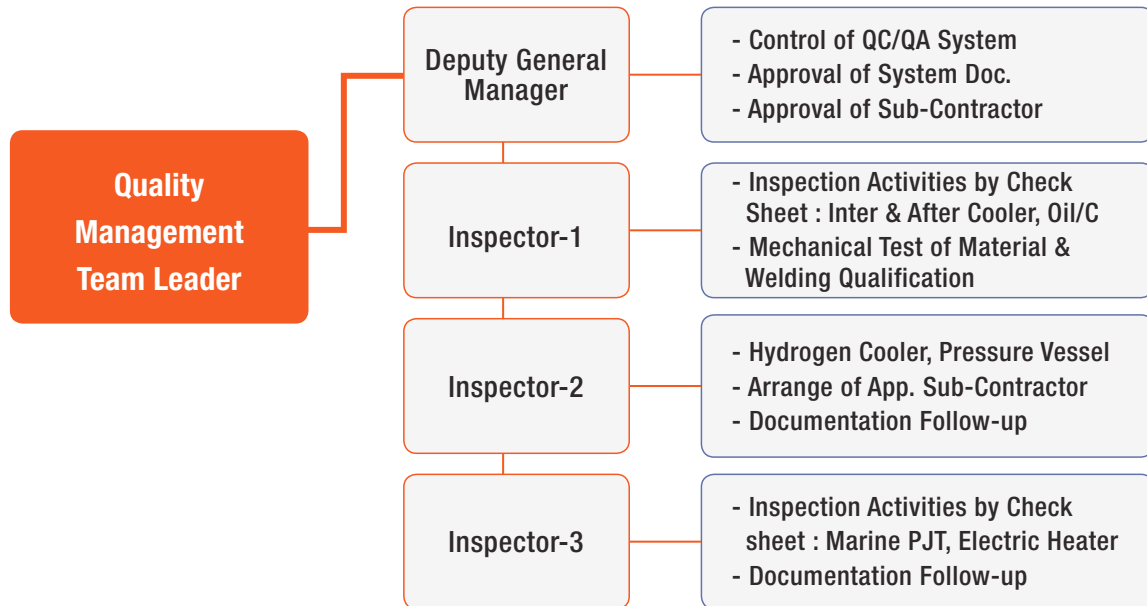 Quality
Management
Team Leader
Deputy General
Manager
- Control of QC/QA System
- Approval of System Doc.
- Approval of Sub-Contractor
Inspector-1
- Inspection Activities by Check
Sheet : Inter & After Cooler, Oil/C
- Mechanical Test of Material &
Welding Qualification
Inspector-2
- Hydrogen Cooler, Pressure Vessel
- Arrange of App. Sub-Contractor
- Documentation Follow-up
Inspector-3
- Inspection Activities by Check
sheet : Marine PJT, Electric Heater
- Documentation Follow-up